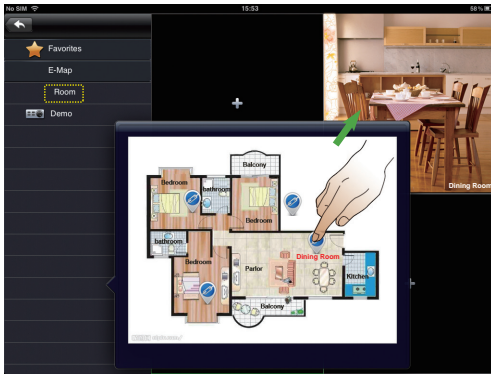 No SIM
15:53
58 %
Favorites
E-Map
Room
Demo
Dining Room
Balcony
Bedroom
bathroom
Bedroom
bathroom
Bedroom
Dining Room
Parlor
Kitchen
Balcony